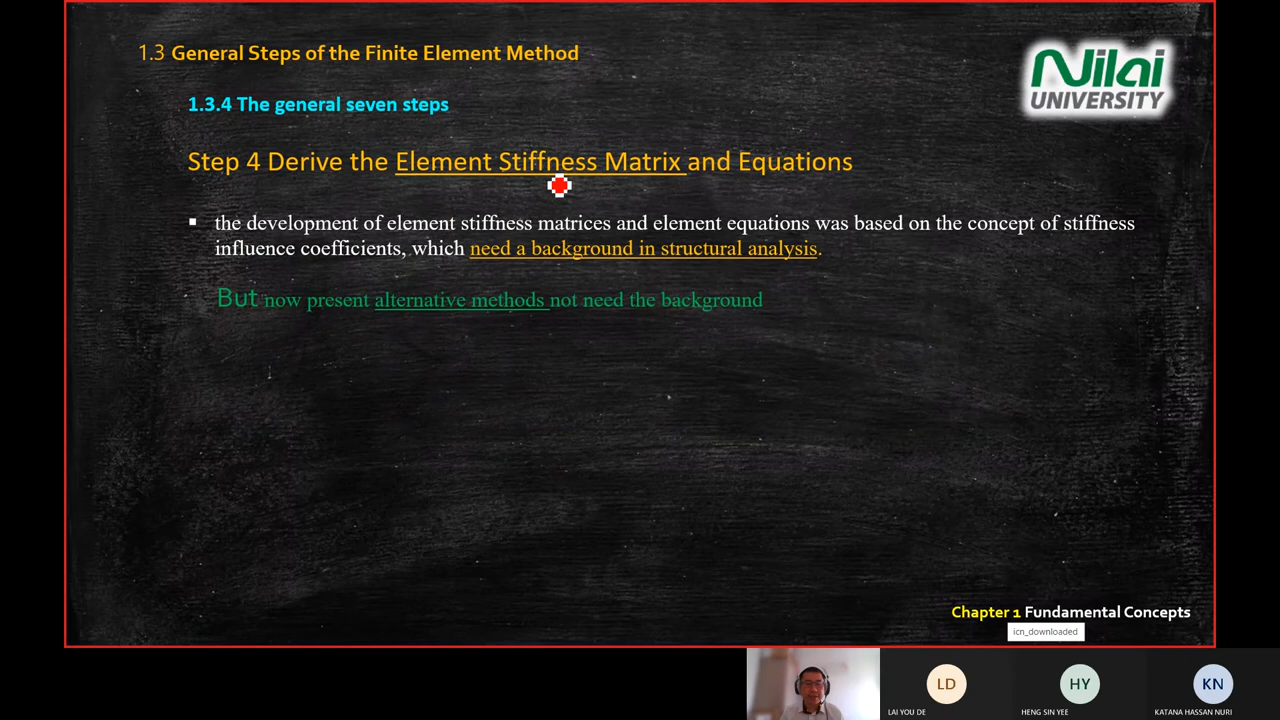 1.3 General Steps of the Finite Element Method
Nilai
UNIVERSITY
1.3.4 The general seven steps
Step 4 Derive the Element Stiffness Matrix and Equations
▪ the development of element stiffness matrices and element equations was based on the concept of stiffness
influence coefficients, which need a background in structural analysis.
But now present alternative methods not need the background
Chapter 1 Fundamental Concepts
icn_downloaded
LD
HY
KN
LAI YOU DE
HENG SIN YEE
KATANA HASSAN NURI